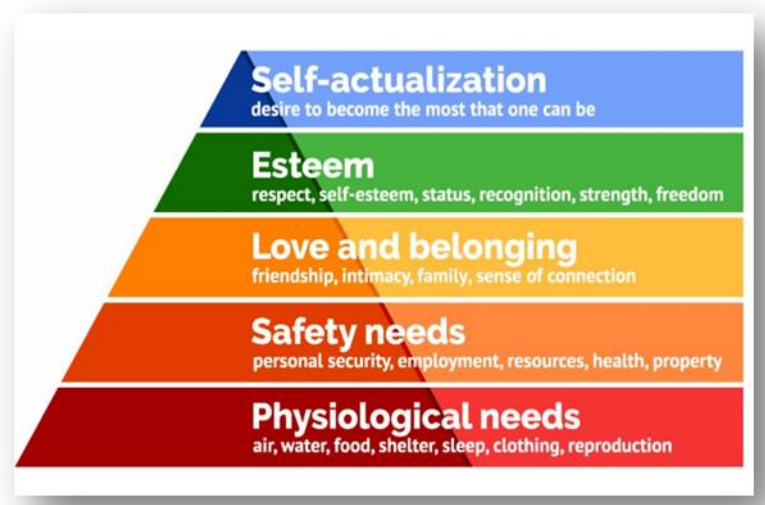 Self-actualization
desire to become the most that one can be
Esteem
respect, self-esteem, status, recognition, strength, freedom
Love and belonging
friendship, intimacy, family, sense of connection
Safety needs
personal security, employment, resources, health, property
Physiological needs
air, water, food, shelter, sleep, clothing, reproduction